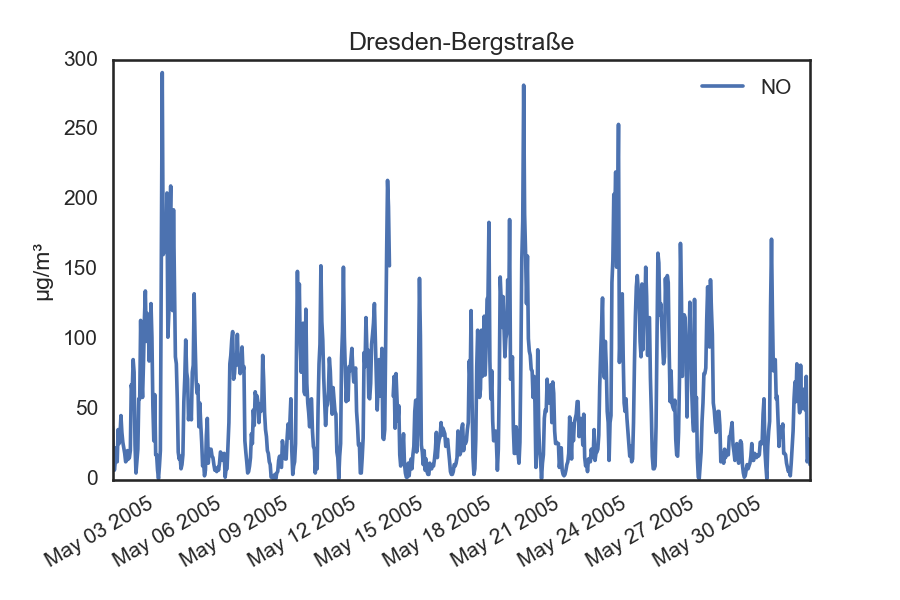 Dresden-Bergstraße
NO
µg/m³
300
250
200
150
100
50
0
May 03 2005
May 06 2005
May 09 2005
May 12 2005
May 15 2005
May 18 2005
May 21 2005
May 24 2005
May 27 2005
May 30 2005